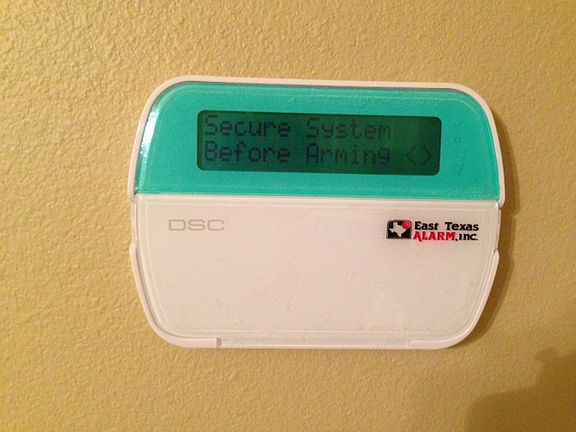 Secure System
Before Arming <>
DSC
East Texas
ALARM, INC.